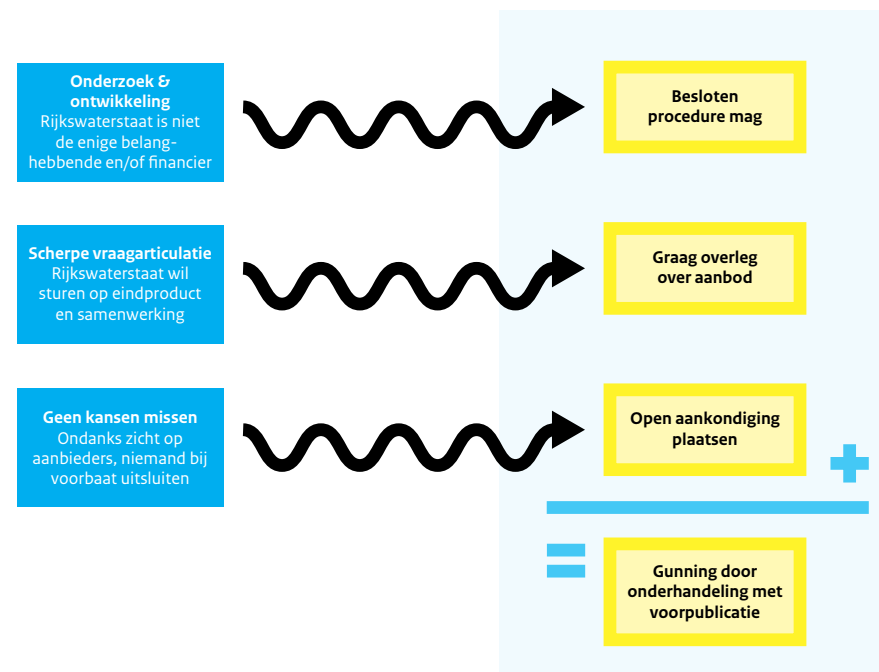 Onderzoek &
ontwikkeling
Rijkswaterstaat is niet
de enige belang-
hebbende en/of financier
Besloten
procedure mag
Scherpe vraagarticulatie
Rijkswaterstaat wil
sturen op eindproduct
en samenwerking
Graag overleg
over aanbod
Geen kansen missen
Ondanks zicht op
aanbieders, niemand bij
voorbaat uitsluiten
Open aankondiging
plaatsen
+
=
Gunning door
onderhandeling met
voorpublicatie